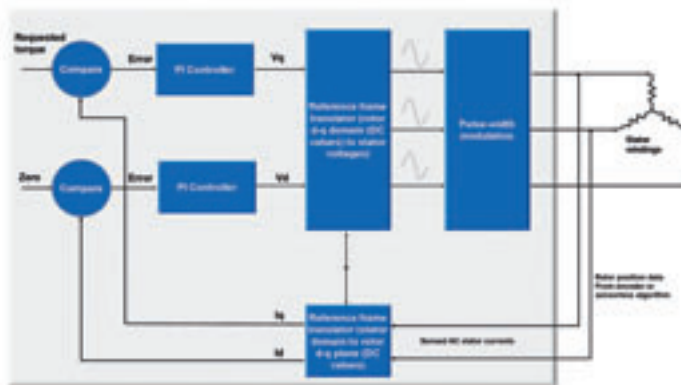 Requested
torque
Compare
Error
PI Controller
Vq
Reference frame
translator (rotor
d-q domain (DC
values) to stator
voltages)
Pulse-width
modulation
Stator
windings
Zero
Compare
Error
PI Controller
Vd
Rotor position data
From encoder or
sensorless algorithm
Iq
Id
Reference frame
translator (stator
domain to rotor
d-q plane (DC
values)
Sensed AC stator currents